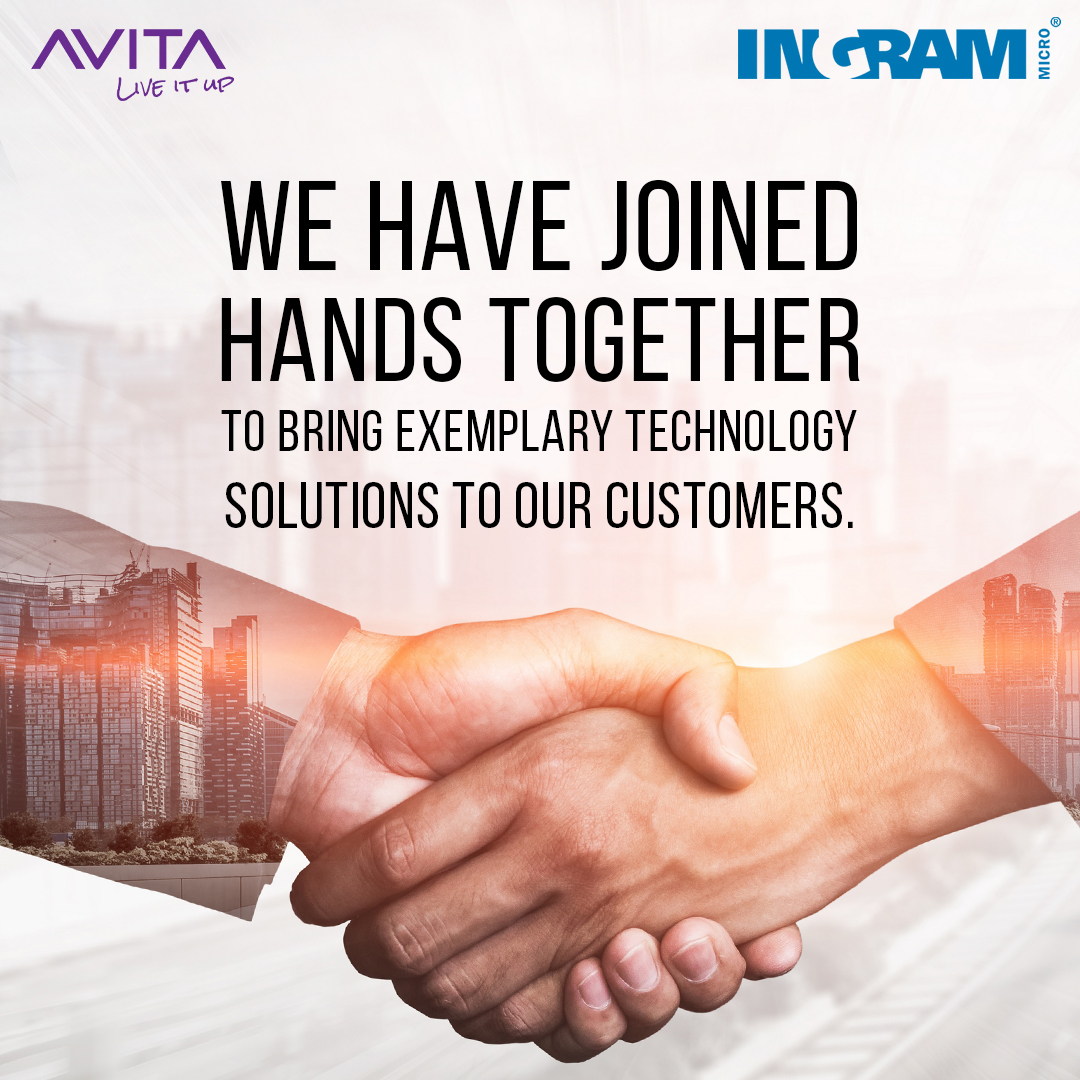 AVITA
LIVE IT UP
INGRAM MICRO®
WE HAVE JOINED
HANDS TOGETHER
TO BRING EXEMPLARY TECHNOLOGY
SOLUTIONS TO OUR CUSTOMERS.